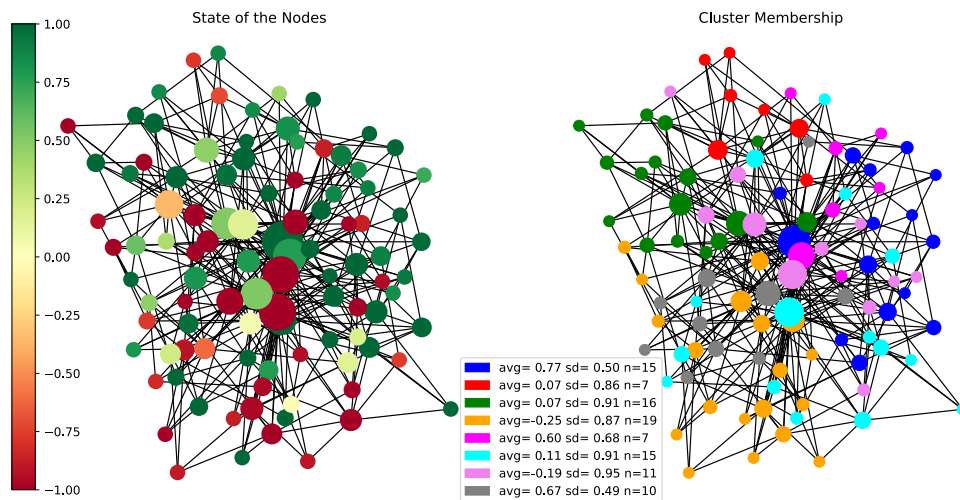 State of the Nodes
Cluster Membership
1.00
0.75
0.50
0.25
0.00
−0.25
−0.50
−0.75
−1.00
avg= 0.77 sd= 0.50 n=15
avg= 0.07 sd= 0.86 n=7
avg= 0.07 sd= 0.91 n=16
avg=-0.25 sd= 0.87 n=19
avg= 0.60 sd= 0.68 n=7
avg= 0.11 sd= 0.91 n=15
avg=-0.19 sd= 0.95 n=11
avg= 0.67 sd= 0.49 n=10